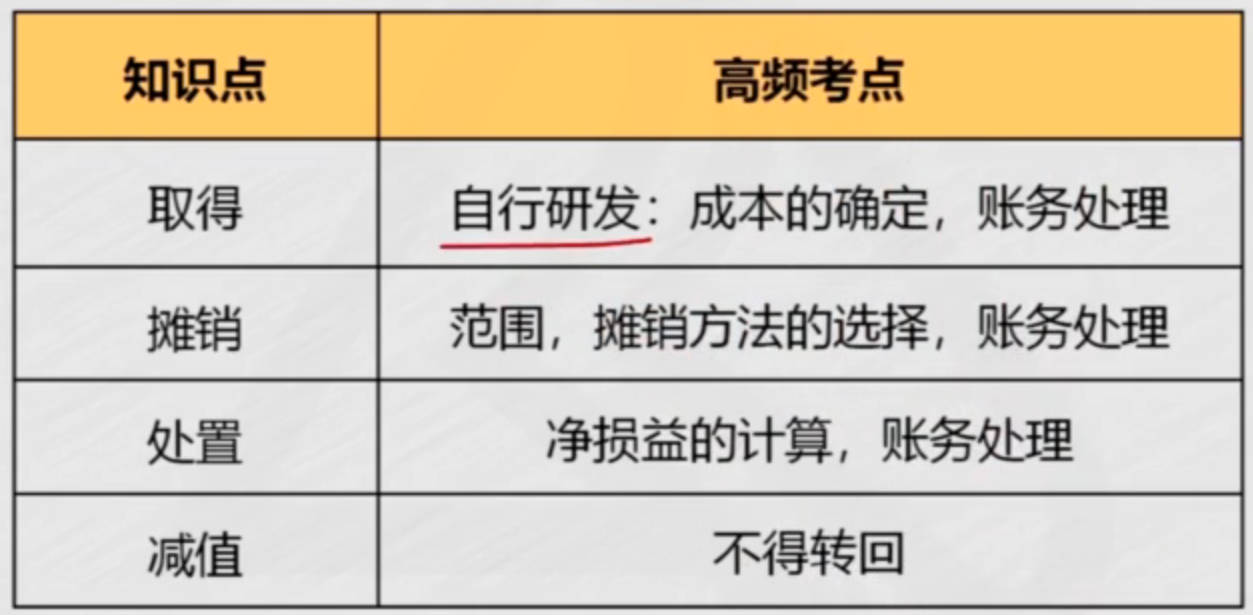 知识点 高频考点
取得 自行研发：成本的确定，账务处理
摊销 范围，摊销方法的选择，账务处理
处置 净损益的计算，账务处理
减值 不得转回